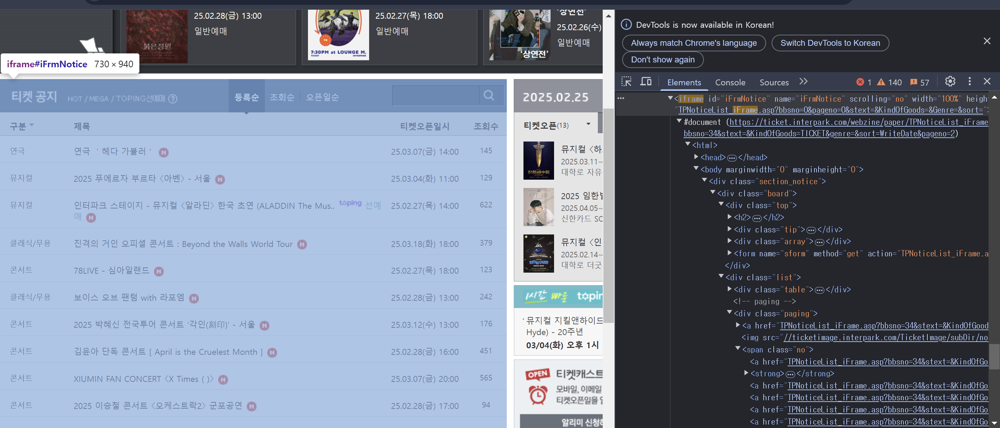 25.02.28(금) 13:00
일반예매
붉은정원
25.02.27(목) 18:00
일반예매
78
7:30PM at LOUNGE M.
TICKET
INTERPARK
'상연전'
25.02.26(수)
일반예매
'상연전'
iframe#iFrmNotice 730 × 940
티켓 공지 HOT / MEGA / TOPING선예매 ?
등록순 조회순 오픈일순
구분 제목 티켓오픈일시 조회수
연극 연극 ' 헤다 가블러 ' N 25.03.07(금) 14:00 145
뮤지컬 2025 푸에르자 부르타 〈아벤〉 - 서울 N 25.03.04(화) 11:00 129
뮤지컬 인터파크 스테이지 - 뮤지컬 〈알라딘〉 한국 초연 (ALADDIN The Mus.. toping 선예 25.02.27(목) 14:00 622
매 N
클래식/무용 진격의 거인 오피셜 콘서트 : Beyond the Walls World Tour N 25.03.18(화) 18:00 379
콘서트 78LIVE - 심아일랜드 N 25.02.27(목) 18:00 123
클래식/무용 보이스 오브 팬텀 with 라포엠 N 25.02.28(금) 13:00 242
콘서트 2025 박혜신 전국투어 콘서트 ‘각인(刻印)’ - 서울 N 25.03.12(수) 13:00 176
콘서트 김윤아 단독 콘서트 [ April is the Cruelest Month ] N 25.02.28(금) 16:00 451
콘서트 XIUMIN FAN CONCERT 〈X Times ( )〉 N 25.03.07(금) 20:00 565
콘서트 2025 이승철 콘서트 〈오케스트락2〉 군포공연 N 25.02.28(금) 17:00 94
2025.02.25
티켓오픈(13)
하트셉수트
뮤지컬 〈하.
2025.03.11~
대학로 자유
2025 임한별
2025.04.05~
신한카드 SC
인간탐구생활
뮤지컬 〈인
2025.02.14~
대학로 더굿
1시간 빠른 topin
뮤지컬 지킬앤하이드
Hyde) - 20주년
03/04(화) 오후 1시
OPEN 티켓캐스트
모바일, 이메일
티켓오픈일을 알
알리미 신청하
DevTools is now available in Korean!
Always match Chrome's language
Switch DevTools to Korean
Don't show again
Elements Console Sources 1 140 57
<iframe id="iFrmNotice" name="iFrmNotice" scrolling="no" width="100%" heigh
"TPNoticeList_iFrame.asp?bbsno=0&pageno=0&stext=&KindOfGoods=&Genre=&sort="
#document (https://ticket.interpark.com/webzine/paper/TPNoticeList_iFrame
bbsno=34&stext=&KindOfGoods=TICKET&genre=&sort=WriteDate&pageno=2)
<html>
<head>…</head>
<body marginwidth="0" marginheight="0">
<div class="section_notice">
<div class="board">
<div class="top">
<h2>…</h2>
<div class="tip">…</div>
<div class="array">…</div>
<form name="sform" method="get" action="TPNoticeList_iFrame.a
</div>
<div class="list">
<div class="table">…</div>
<!-- paging -->
<div class="paging">
<a href="TPNoticeList_iFrame.asp?bbsno=34&stext=&KindOfGood
<img src="//ticketimage.interpark.com/TicketImage/subDir/no
<span class="no">
<a href="TPNoticeList_iFrame.asp?bbsno=34&stext=&KindOfGo
<strong>…</strong>
<a href="TPNoticeList_iFrame.asp?bbsno=34&stext=&KindOfGo
<a href="TPNoticeList_iFrame.asp?bbsno=34&stext=&KindOfGo
<a href="TPNoticeList_iFrame.asp?bbsno=34&stext=&KindOfGo
<a href="TPNoticeList_iFrame.asp?bbsno=34&stext=&KindOfGo